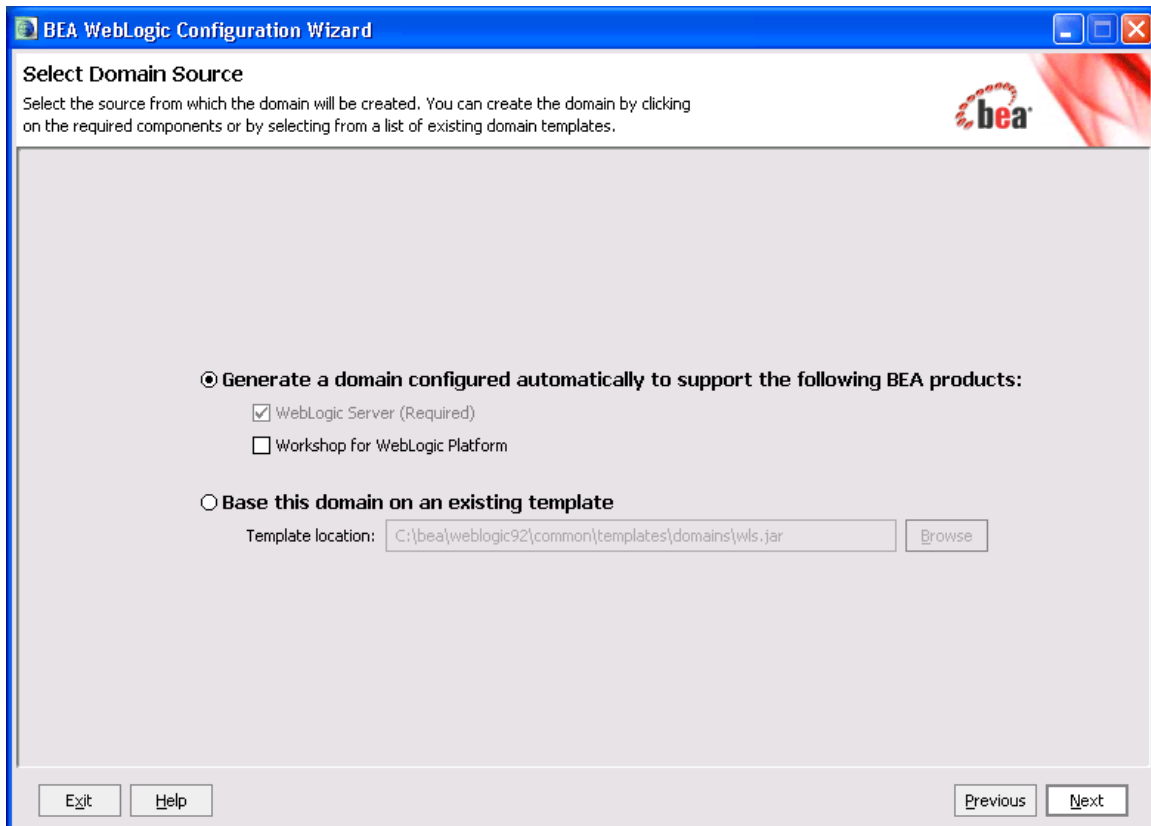 BEA WebLogic Configuration Wizard
Select Domain Source
Select the source from which the domain will be created. You can create the domain by clicking
on the required components or by selecting from a list of existing domain templates.
bea
Generate a domain configured automatically to support the following BEA products:
WebLogic Server (Required)
Workshop for WebLogic Platform
Base this domain on an existing template
Template location: C:\bea\weblogic92\common\templates\domains\wls.jar Browse
Exit Help Previous Next